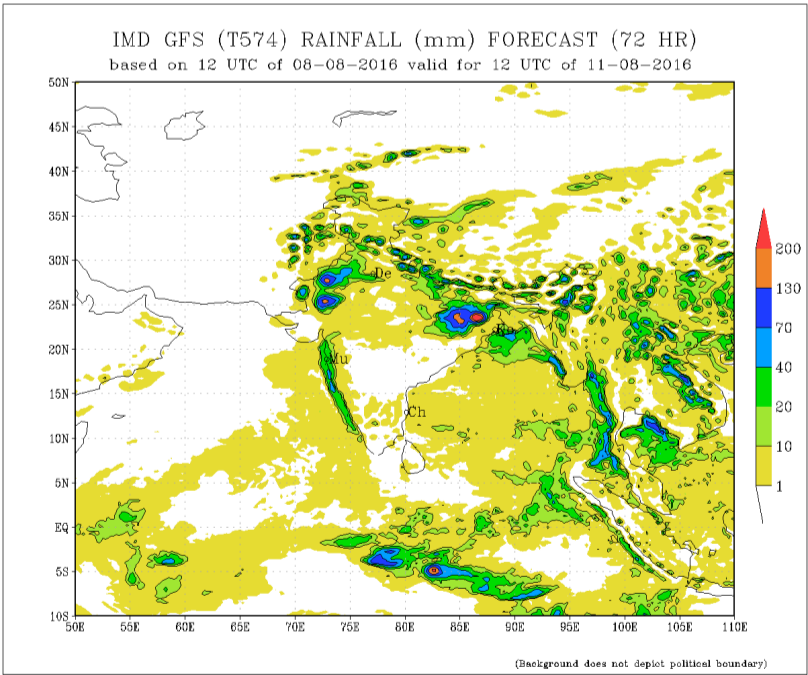 IMD GFS (T574) RAINFALL (mm) FORECAST (72 HR)
based on 12 UTC of 08-08-2016 valid for 12 UTC of 11-08-2016
50N
45N
40N
35N
30N
25N
20N
15N
10N
5N
EQ
5S
10S
50E 55E 60E 65E 70E 75E 80E 85E 90E 95E 100E 105E 110E
De
Mu
Ch
200
130
70
40
20
10
1
(Background does not depict political boundary)